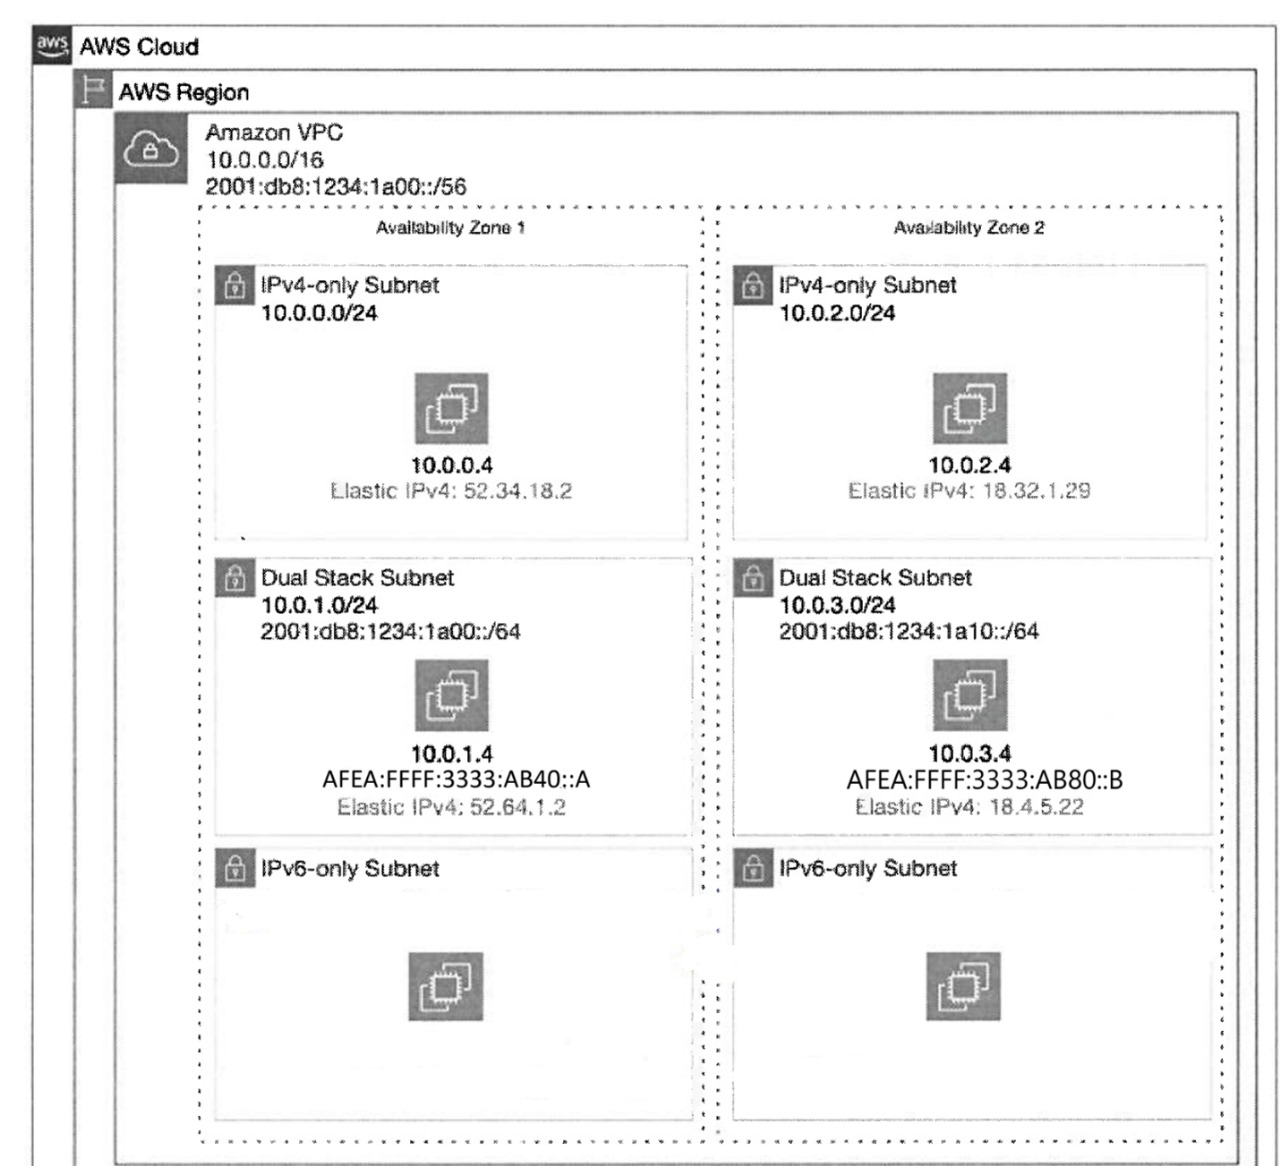 aws AWS Cloud
AWS Region
Amazon VPC
10.0.0.0/16
2001:db8:1234:1a00::/56
Availability Zone 1
IPv4-only Subnet
10.0.0.0/24
10.0.0.4
Elastic IPv4: 52.34.18.2
Dual Stack Subnet
10.0.1.0/24
2001:db8:1234:1a00::/64
10.0.1.4
AFEA:FFFF:3333:AB40::A
Elastic IPv4: 52.64.1.2
IPv6-only Subnet
Availability Zone 2
IPv4-only Subnet
10.0.2.0/24
10.0.2.4
Elastic IPv4: 18.32.1.29
Dual Stack Subnet
10.0.3.0/24
2001:db8:1234:1a10::/64
10.0.3.4
AFEA:FFFF:3333:AB80::B
Elastic IPv4: 18.4.5.22
IPv6-only Subnet